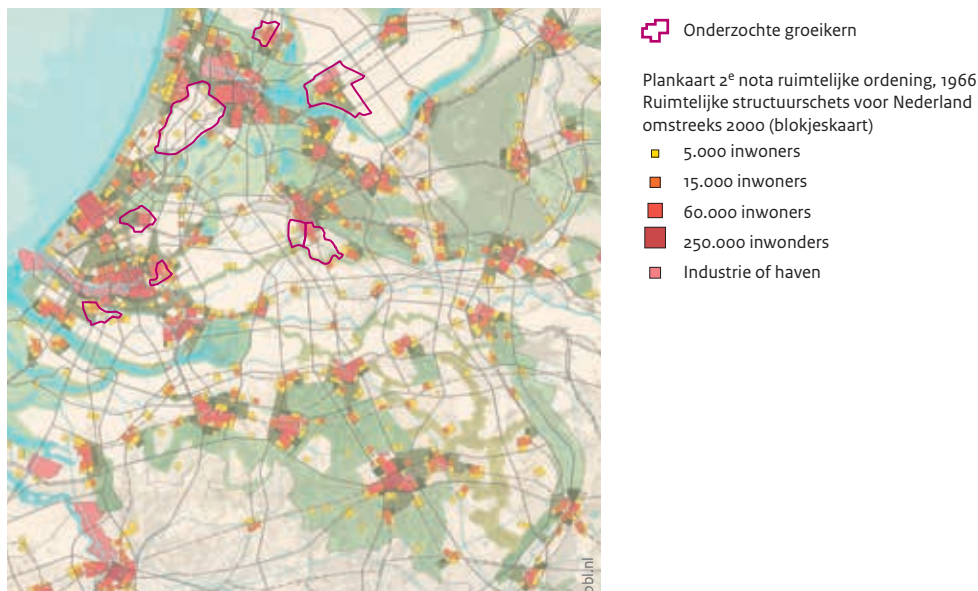 Onderzochte groeikern
Plankaart 2e nota ruimtelijke ordening, 1966
Ruimtelijke structuurschets voor Nederland
omstreeks 2000 (blokjeskaart)
5.000 inwoners
15.000 inwoners
60.000 inwoners
250.000 inwonders
Industrie of haven
pbl.nl